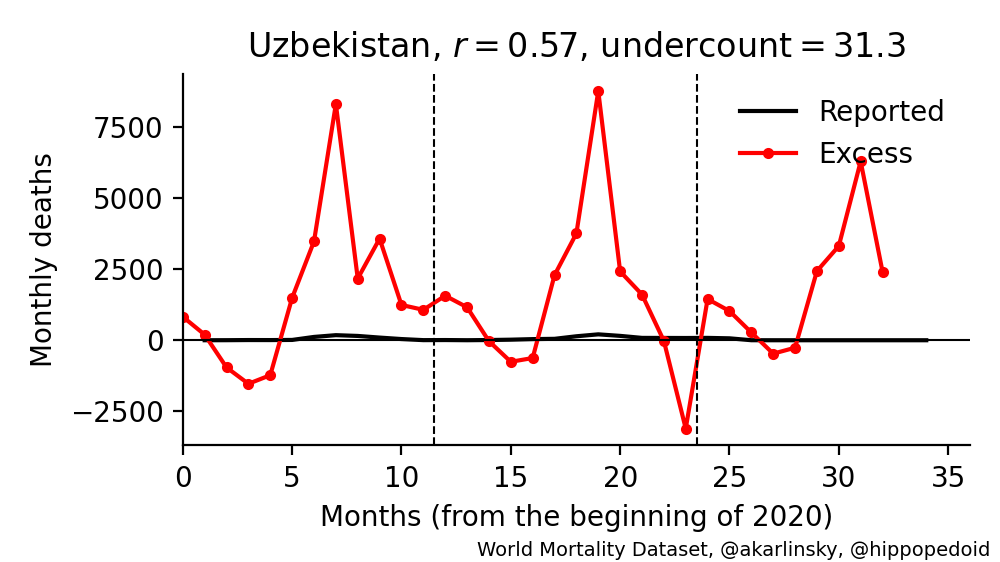 Uzbekistan, r = 0.57, undercount = 31.3
Reported
Excess
7500
5000
2500
0
−2500
Monthly deaths
0 5 10 15 20 25 30 35
Months (from the beginning of 2020)
World Mortality Dataset, @akarlinsky, @hippopedoid